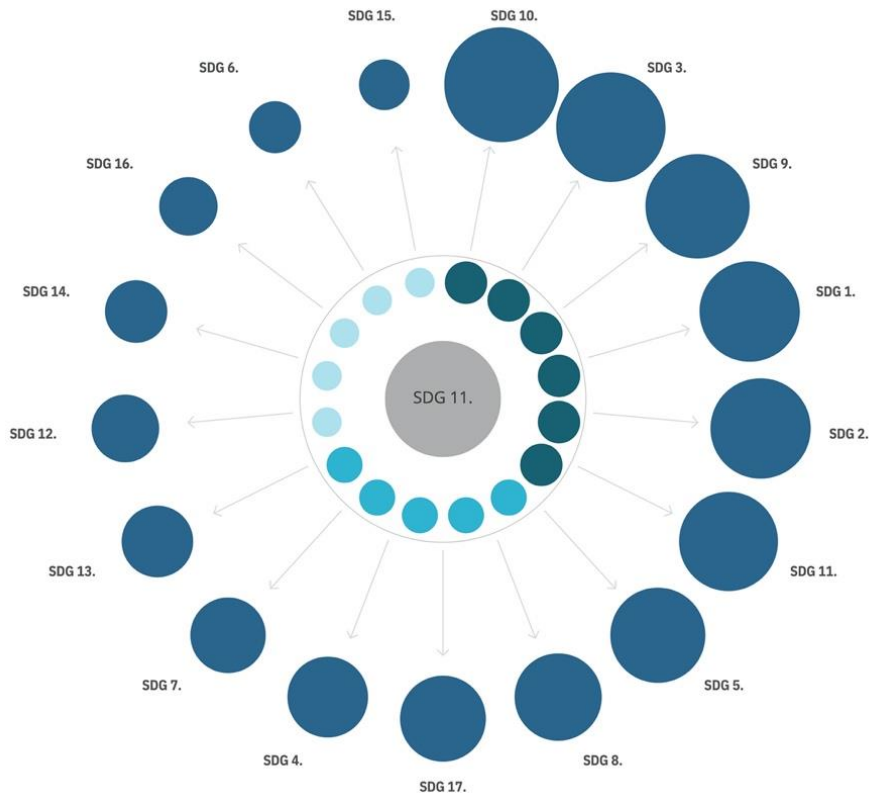 SDG 10.
SDG 15.
SDG 3.
SDG 6.
SDG 16.
SDG 9.
SDG 14.
SDG 1.
SDG 11.
SDG 12.
SDG 2.
SDG 13.
SDG 11.
SDG 7.
SDG 5.
SDG 4.
SDG 8.
SDG 17.